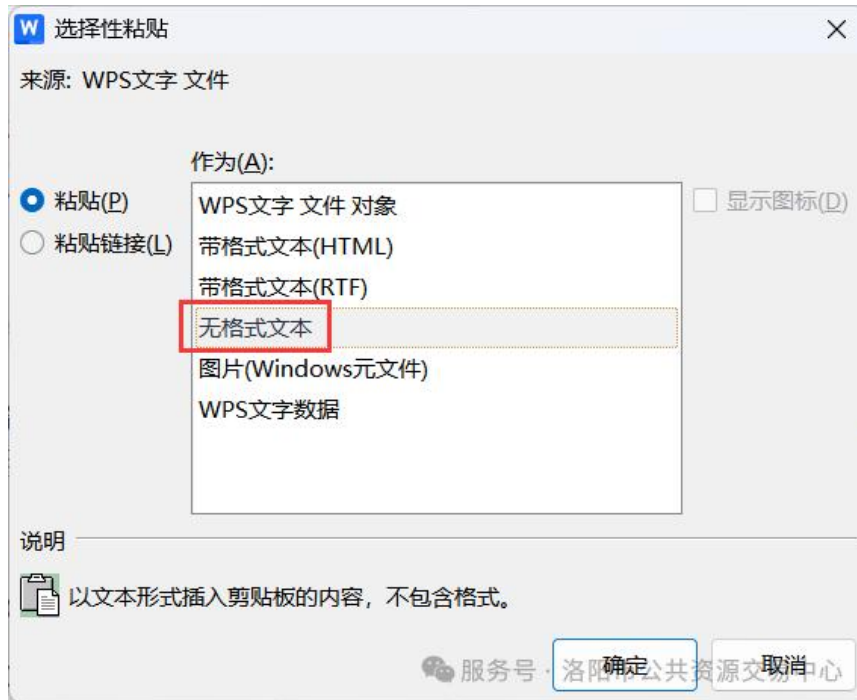 W 选择性粘贴
来源: WPS文字 文件
作为(A):
粘贴(P)
粘贴链接(L)
WPS文字 文件 对象
带格式文本(HTML)
带格式文本(RTF)
无格式文本
图片(Windows元文件)
WPS文字数据
显示图标(D)
说明
以文本形式插入剪贴板的内容，不包含格式。
确定
取消
服务号 · 洛阳市公共资源交易中心